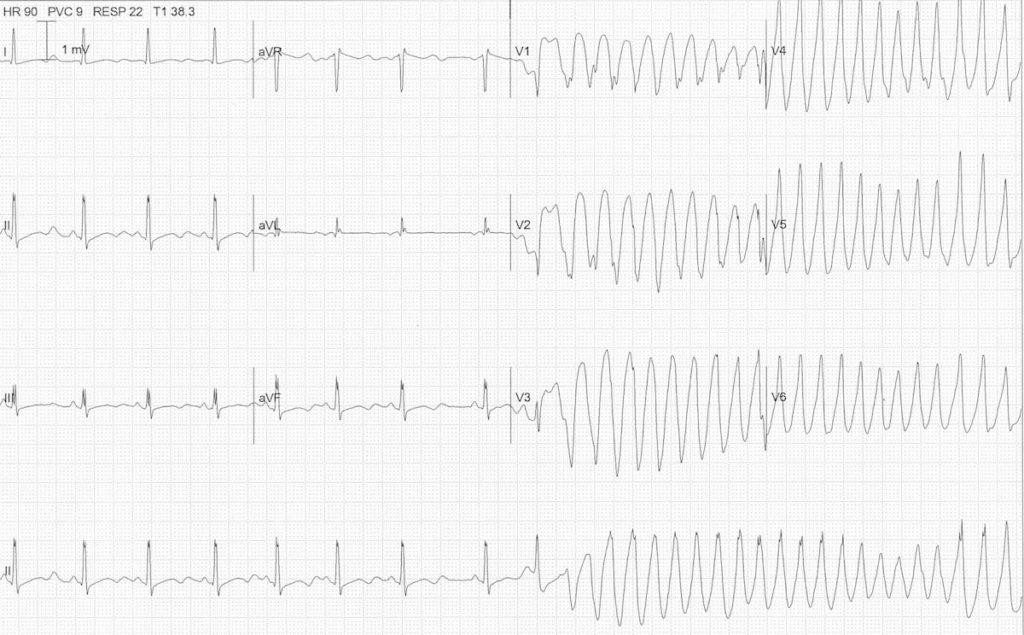 HR 90 PVC 9 RESP 22 T1 38.3
I 1 mV aVR V1 V4
II aVL V2 V5
III aVF V3 V6
II